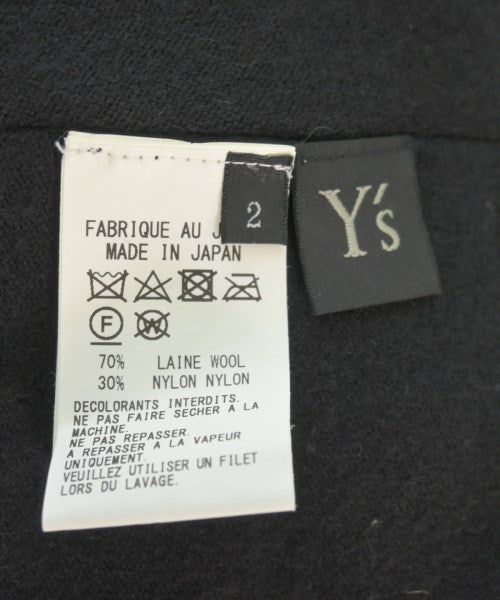 FABRIQUE AU
MADE IN JAPAN
2
Y's
F
W
70% LAINE WOOL
30% NYLON NYLON
DECOLORANTS INTERDITS.
NE PAS FAIRE SECHER A LA
MACHINE.
NE PAS REPASSER.
A REPASSER A LA VAPEUR
UNIQUEMENT.
VEUILLEZ UTILISER UN FILET
LORS DU LAVAGE.